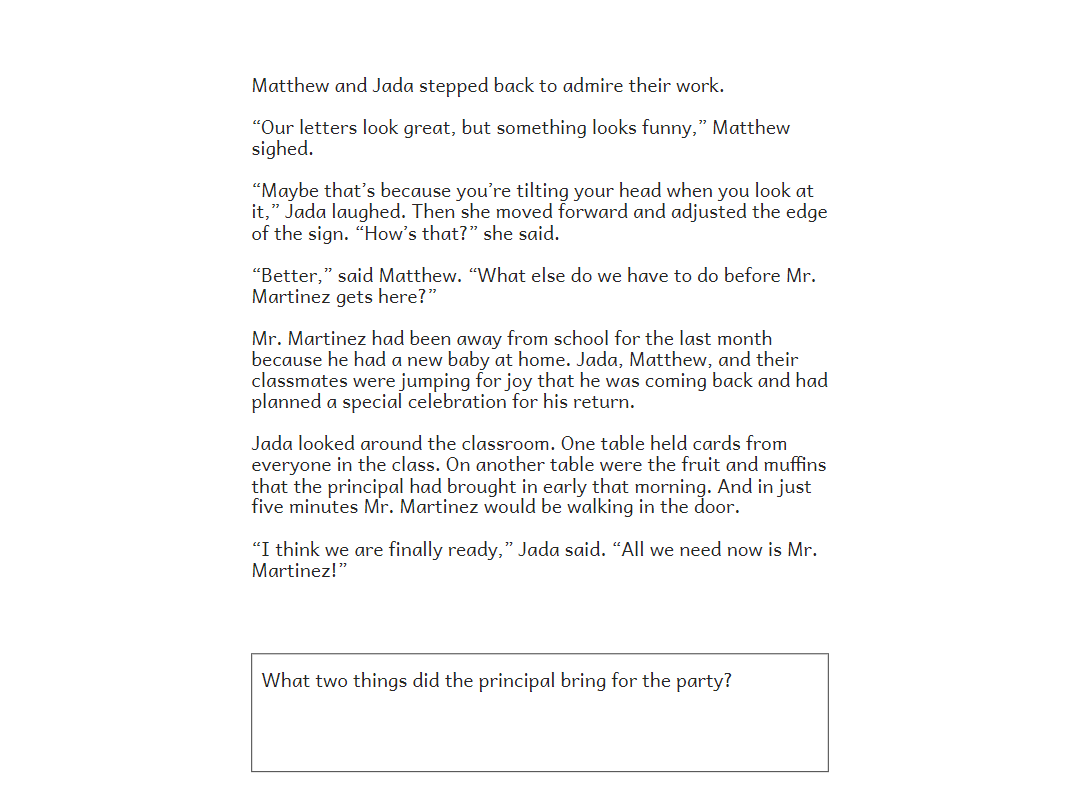 Matthew and Jada stepped back to admire their work.
“Our letters look great, but something looks funny,” Matthew
sighed.
“Maybe that’s because you’re tilting your head when you look at
it,” Jada laughed. Then she moved forward and adjusted the edge
of the sign. “How’s that?” she said.
“Better,” said Matthew. “What else do we have to do before Mr.
Martinez gets here?”
Mr. Martinez had been away from school for the last month
because he had a new baby at home. Jada, Matthew, and their
classmates were jumping for joy that he was coming back and had
planned a special celebration for his return.
Jada looked around the classroom. One table held cards from
everyone in the class. On another table were the fruit and muffins
that the principal had brought in early that morning. And in just
five minutes Mr. Martinez would be walking in the door.
“I think we are finally ready,” Jada said. “All we need now is Mr.
Martinez!”
What two things did the principal bring for the party?